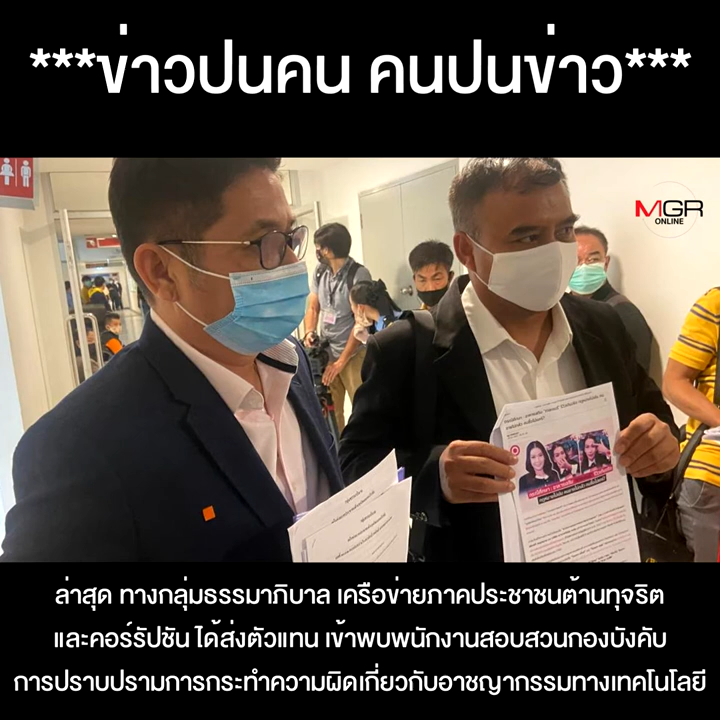 ***ข่าวปนคน คนปนข่าว***
MGR
ONLINE
ล่าสุด ทางกลุ่มธรรมาภิบาล เครือข่ายภาคประชาชนต้านทุจริต
และคอร์รัปชัน ได้ส่งตัวแทน เข้าพบพนักงานสอบสวนกองบังคับ
การปราบปรามการกระทำความผิดเกี่ยวกับอาชญากรรมทางเทคโนโลยี